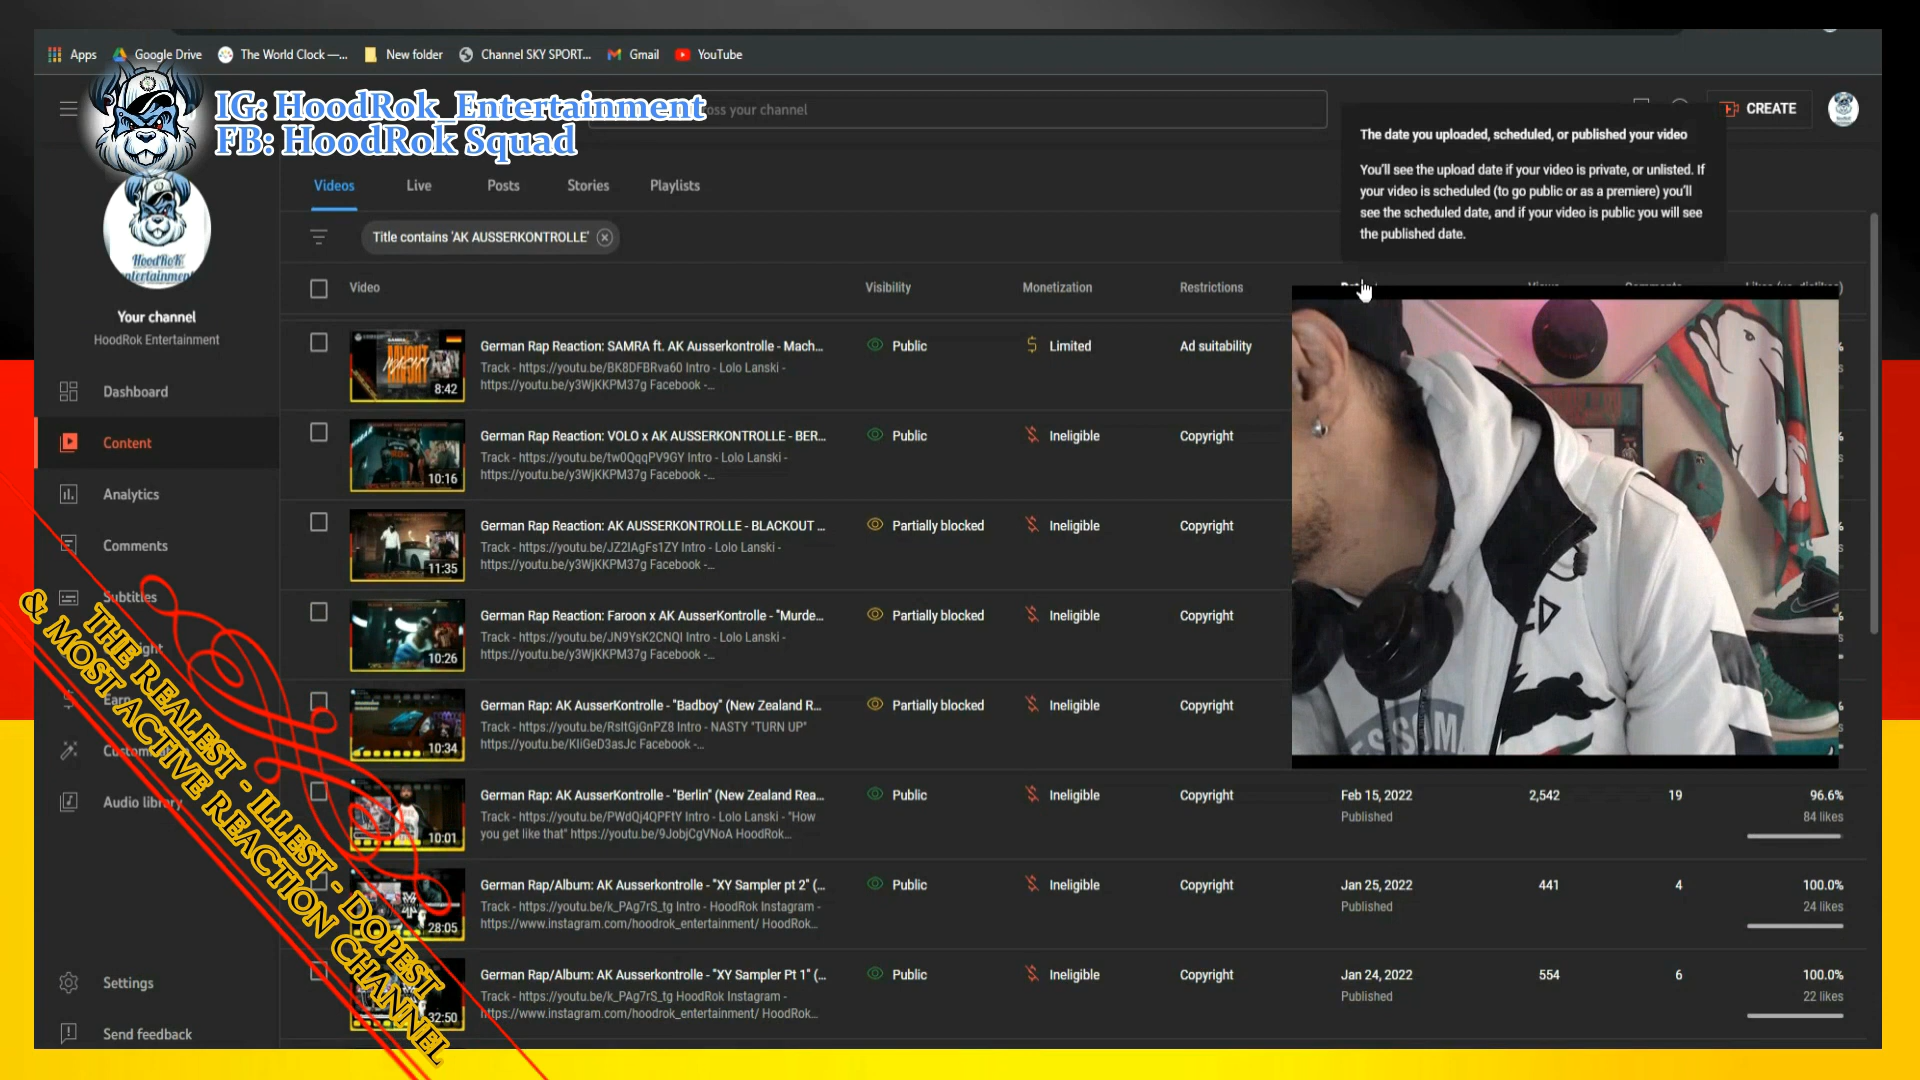 Apps
Google Drive
The World Clock —...
New folder
Channel SKY SPORT...
Gmail
YouTube
IG: HoodRok_Entertainment
FB: HoodRok Squad
oss your channel
CREATE
The date you uploaded, scheduled, or published your video
You'll see the upload date if your video is private, or unlisted. If
your video is scheduled (to go public or as a premiere) you'll
see the scheduled date, and if your video is public you will see
the published date.
HoodRoK
Your channel
HoodRok Entertainment
Dashboard
Content
Analytics
Comments
Subtitles
Audio library
Settings
Send feedback
THE REALEST - ILLEST - DOPEST
& MOST ACTIVE REACTION CHANNEL
Videos Live Posts Stories Playlists
Title contains 'AK AUSSERKONTROLLE'
Video Visibility Monetization Restrictions
German Rap Reaction: SAMRA ft. AK Ausserkontrolle - Mach... Public Limited Ad suitability
Track - https://youtu.be/BK8DFBRva60 Intro - Lolo Lanski -
https://youtu.be/y3WjKKPM37g Facebook -...
8:42
German Rap Reaction: VOLO x AK AUSSERKONTROLLE - BER... Public Ineligible Copyright
Track - https://youtu.be/tw0QqqPV9GY Intro - Lolo Lanski -
https://youtu.be/y3WjKKPM37g Facebook -...
10:16
German Rap Reaction: AK AUSSERKONTROLLE - BLACKOUT ... Partially blocked Ineligible Copyright
Track - https://youtu.be/JZ2IAgFs1ZY Intro - Lolo Lanski -
https://youtu.be/y3WjKKPM37g Facebook -...
11:35
German Rap Reaction: Faroon x AK AusserKontrolle - "Murde... Partially blocked Ineligible Copyright
Track - https://youtu.be/JN9YsK2CNQI Intro - Lolo Lanski -
https://youtu.be/y3WjKKPM37g Facebook -...
10:26
German Rap: AK AusserKontrolle - "Badboy" (New Zealand R... Partially blocked Ineligible Copyright
Track - https://youtu.be/RsltGjGnPZ8 Intro - NASTY "TURN UP"
https://youtu.be/KIiGeD3asJc Facebook -...
10:34
German Rap: AK AusserKontrolle - "Berlin" (New Zealand Rea... Public Ineligible Copyright Feb 15, 2022 2,542 19 96.6%
Track - https://youtu.be/PWdQj4QPFtY Intro - Lolo Lanski - "How Published 84 likes
you get like that" https://youtu.be/9JobjCgVNoA HoodRok...
10:01
German Rap/Album: AK Ausserkontrolle - "XY Sampler pt 2" (... Public Ineligible Copyright Jan 25, 2022 441 4 100.0%
Track - https://youtu.be/k_PAg7rS_tg Intro - HoodRok Instagram - Published 24 likes
https://www.instagram.com/hoodrok_entertainment/ HoodRok...
28:05
German Rap/Album: AK Ausserkontrolle - "XY Sampler Pt 1" (... Public Ineligible Copyright Jan 24, 2022 554 6 100.0%
Track - https://youtu.be/k_PAg7rS_tg HoodRok Instagram - Published 22 likes
https://www.instagram.com/hoodrok_entertainment/ HoodRok...
32:50